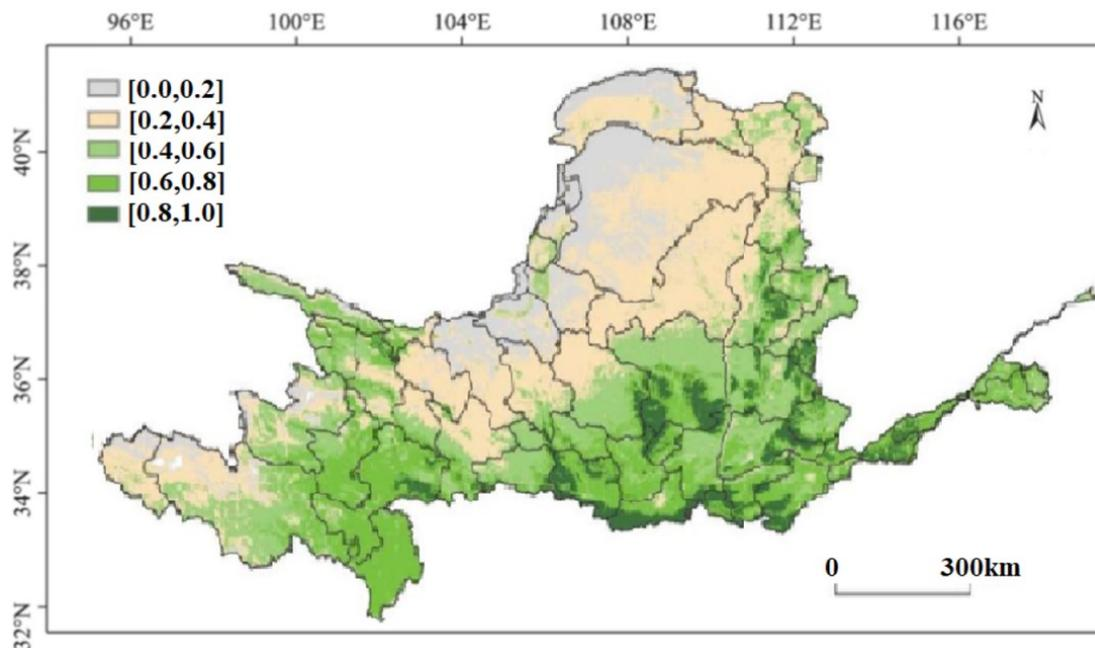 96°E 100°E 104°E 108°E 112°E 116°E
[0.0,0.2]
[0.2,0.4]
[0.4,0.6]
[0.6,0.8]
[0.8,1.0]
N
40°N
38°N
36°N
34°N
32°N
0 300km